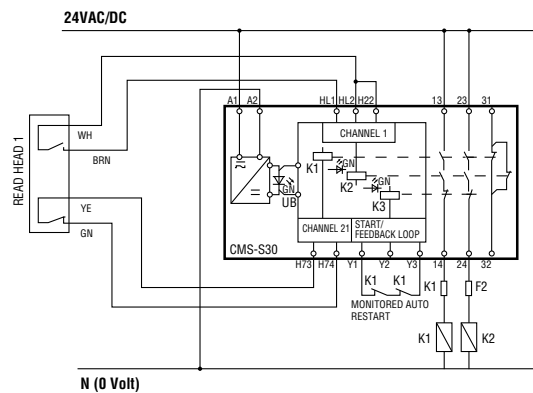 24VAC/DC
A1 A2 HL1 HL2 H22 13 23 31
READ HEAD 1
WH
BRN
YE
GN
CHANNEL 1
K1
GN
K2
GN
K3
GN
UB
CMS-S30
CHANNEL 21
START/
FEEDBACK LOOP
H73 H74 Y1 Y2 Y3 14 24 32
K1 K1
MONITORED AUTO
RESTART
K1 F2
K1 K2
N (0 Volt)